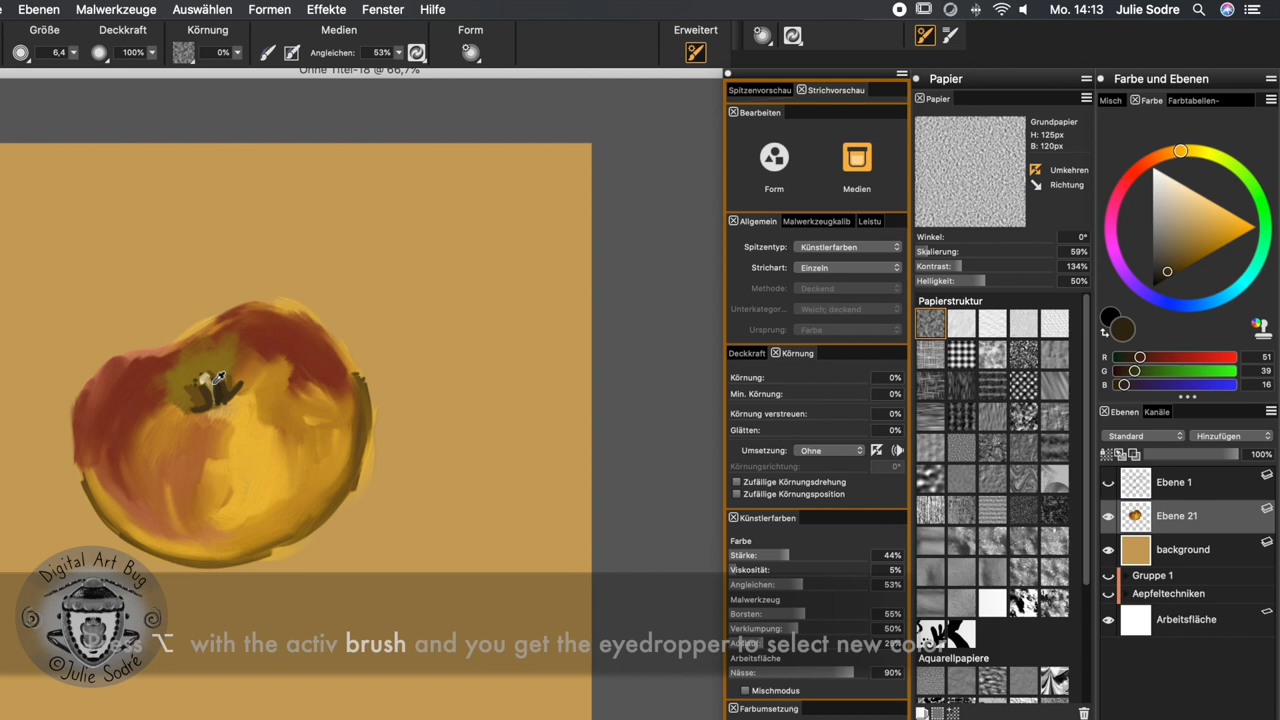 Ebenen Malwerkzeuge Auswählen Formen Effekte Fenster Hilfe Mo. 14:13 Julie Sodre
Größe Deckkraft Körnung Medien Form Erweitert
6,4 100% 0% Angleichen: 53%
Ohne Titel-18 @ 66,7%
Spitzenvorschau Strichvorschau
Bearbeiten
Form Medien
Allgemein Malwerkzeugkalib Leistu
Spitzentyp: Künstlerfarben
Strichart: Einzeln
Methode: Deckend
Unterkategor... Weich; deckend
Ursprung: Farbe
Deckkraft Körnung
Körnung: 0%
Min. Körnung: 0%
Körnung verstreuen: 0%
Glätten: 0%
Umsetzung: Ohne
Körnungsrichtung: 0°
Zufällige Körnungsdrehung
Zufällige Körnungsposition
Künstlerfarben
Farbe
Stärke: 44%
Viskosität: 5%
Angleichen: 53%
Malwerkzeug
Borsten: 55%
Verklumpung: 50%
Arbeitsfläche
Nässe: 90%
Mischmodus
Farbumsetzung
Papier
Papier
Grundpapier
H: 125px
B: 120px
Umkehren
Richtung
Winkel: 0°
Skalierung: 59%
Kontrast: 134%
Helligkeit: 50%
Papierstruktur
Aquarellpapiere
Farbe und Ebenen
Misch Farbe Farbtabellen-
R 51
G 39
B 16
Ebenen Kanäle
Standard Hinzufügen
100%
Ebene 1
Ebene 21
background
Gruppe 1
Aepfeltechniken
Arbeitsfläche
Digital Art Bug
©Julie Sodre
Press ⌥ with the activ brush and you get the eyedropper to select new color